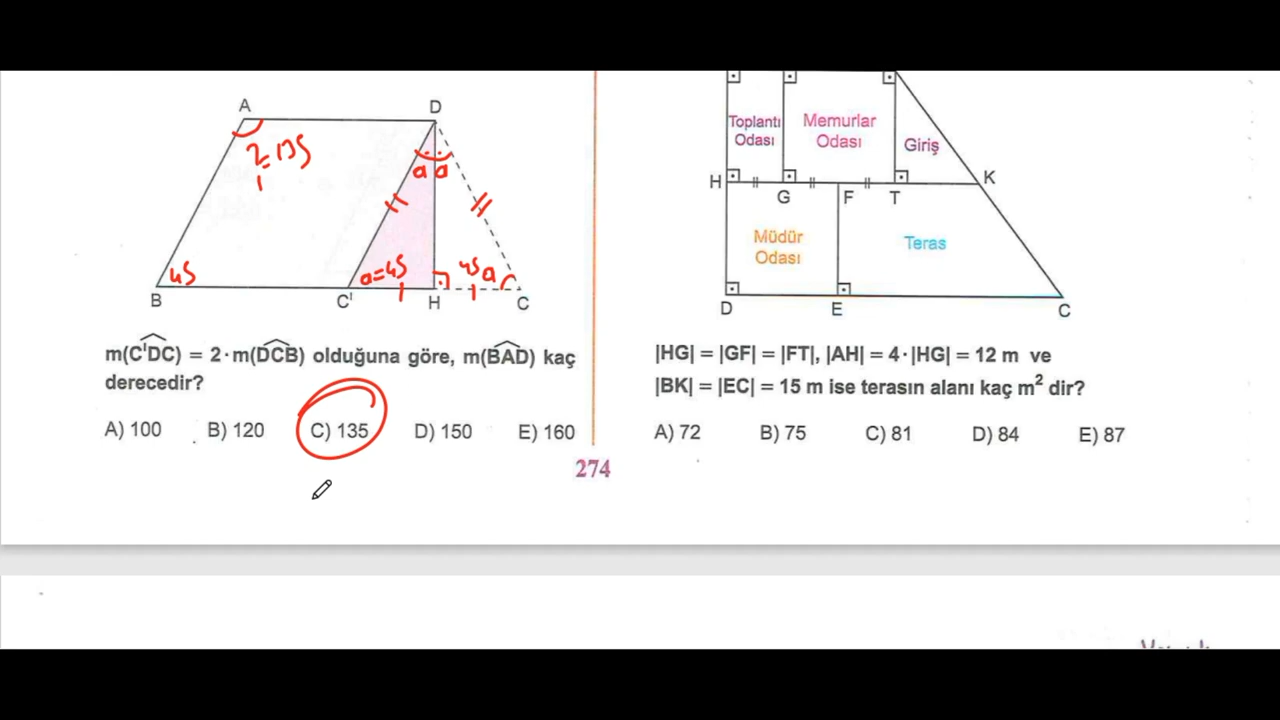 A
D
2
= 135
1
a a
45
a=45
45 a
B
C'
H
C
m(C'DC) = 2·m(DCB) olduğuna göre, m(BAD) kaç
derecedir?
A) 100
B) 120
C) 135
D) 150
E) 160
Toplantı
Odası
Memurlar
Odası
Giriş
H
G
F
T
K
Müdür
Odası
Teras
D
E
C
|HG| = |GF| = |FT|, |AH| = 4·|HG| = 12 m ve
|BK| = |EC| = 15 m ise terasın alanı kaç m² dir?
A) 72
B) 75
C) 81
D) 84
E) 87
274